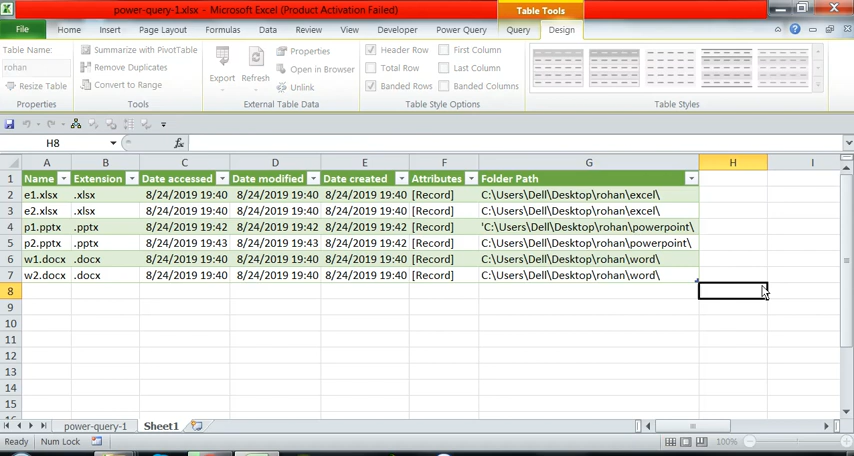 power-query-1.xlsx - Microsoft Excel (Product Activation Failed)
Table Tools
File Home Insert Page Layout Formulas Data Review View Developer Power Query Query Design
Table Name:
rohan
Resize Table
Properties
Summarize with PivotTable
Remove Duplicates
Convert to Range
Tools
Export Refresh
Properties
Open in Browser
Unlink
External Table Data
Header Row First Column
Total Row Last Column
Banded Rows Banded Columns
Table Style Options
Table Styles
H8 fx
A B C D E F G H I
1 Name Extension Date accessed Date modified Date created Attributes Folder Path
2 e1.xlsx .xlsx 8/24/2019 19:40 8/24/2019 19:40 8/24/2019 19:40 [Record] C:\Users\Dell\Desktop\rohan\excel\
3 e2.xlsx .xlsx 8/24/2019 19:40 8/24/2019 19:40 8/24/2019 19:40 [Record] C:\Users\Dell\Desktop\rohan\excel\
4 p1.pptx .pptx 8/24/2019 19:42 8/24/2019 19:42 8/24/2019 19:42 [Record] 'C:\Users\Dell\Desktop\rohan\powerpoint\
5 p2.pptx .pptx 8/24/2019 19:43 8/24/2019 19:43 8/24/2019 19:42 [Record] C:\Users\Dell\Desktop\rohan\powerpoint\
6 w1.docx .docx 8/24/2019 19:40 8/24/2019 19:40 8/24/2019 19:40 [Record] C:\Users\Dell\Desktop\rohan\word\
7 w2.docx .docx 8/24/2019 19:40 8/24/2019 19:40 8/24/2019 19:40 [Record] C:\Users\Dell\Desktop\rohan\word\
8
9
10
11
12
13
14
15
power-query-1 Sheet1
Ready Num Lock 100%